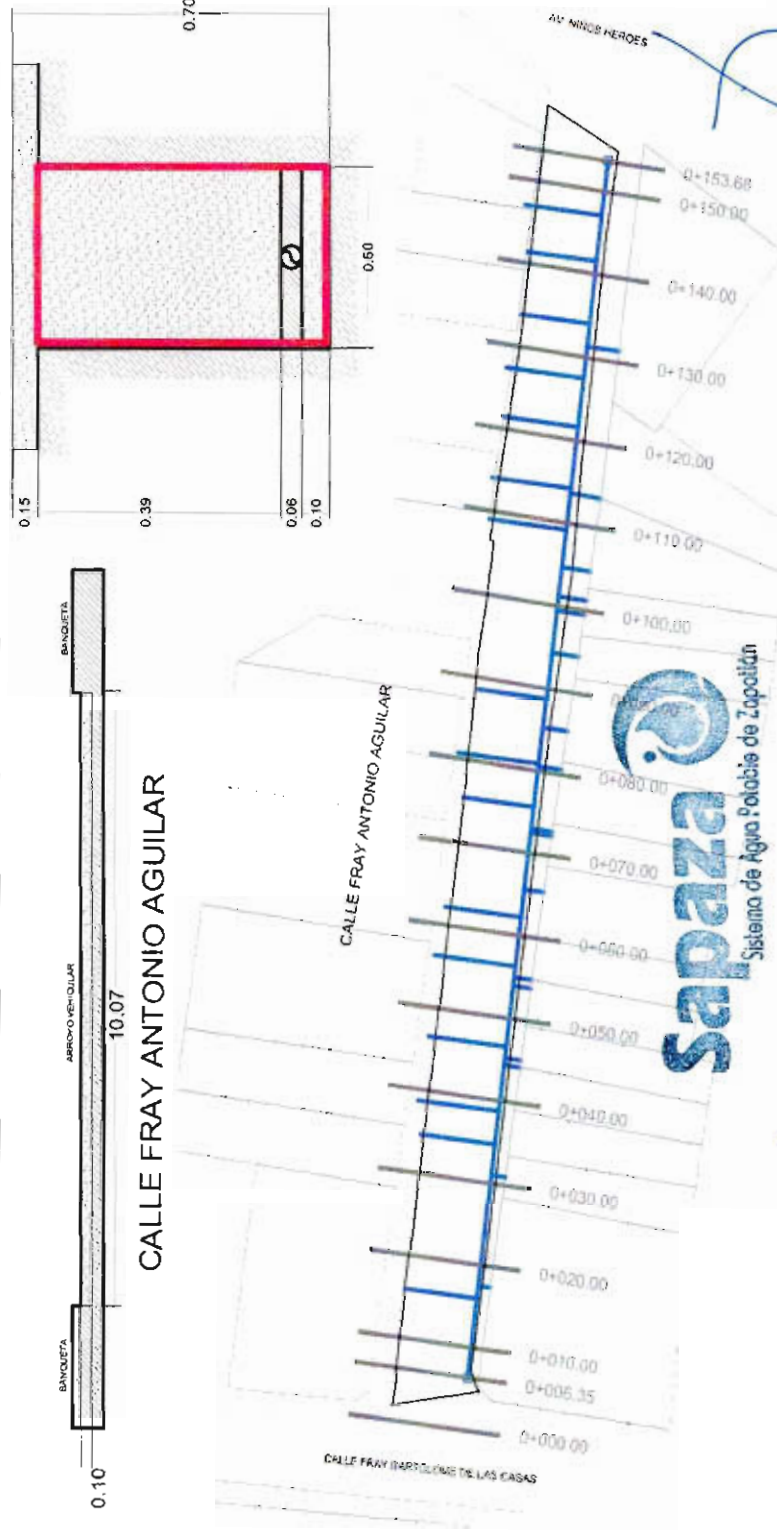 0.70
0.15
0.39
0.06
0.10
0.60
BANQUETA
ARROYO VEHICULAR
BANQUETA
10.07
0.10
CALLE FRAY ANTONIO AGUILAR
AV. NIÑOS HEROES
CALLE FRAY ANTONIO AGUILAR
0+153.68
0+150.00
0+140.00
0+130.00
0+120.00
0+110.00
0+100.00
0+080.00
0+070.00
0+060.00
0+050.00
0+040.00
0+030.00
0+020.00
0+010.00
0+006.35
0+000.00
CALLE FRAY BARTOLOME DE LAS CASAS
Sapaza
Sistema de Agua Potable de Zapotlán